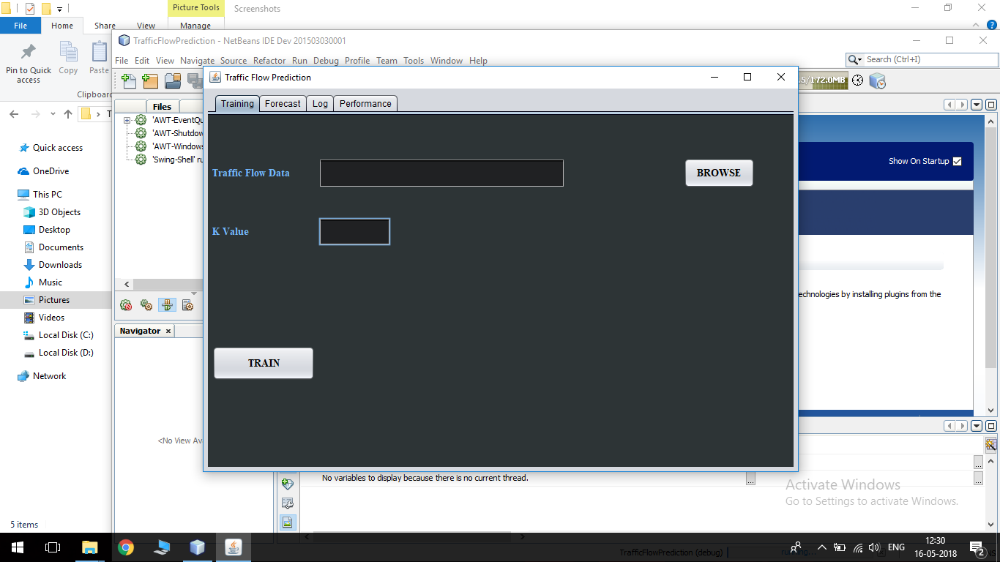 Picture Tools Screenshots
File Home Share View Manage
TrafficFlowPrediction - NetBeans IDE Dev 201503030001
File Edit View Navigate Source Refactor Run Debug Profile Team Tools Window Help
Search (Ctrl+I)
Pin to Quick access
Copy
Paste
Clipboard
Traffic Flow Prediction
5/172.0MB
Training Forecast Log Performance
Files
'AWT-EventQu
'AWT-Shutdow
'AWT-Windows
'Swing-Shell' ru
Quick access
OneDrive
This PC
3D Objects
Desktop
Documents
Downloads
Music
Pictures
Videos
Local Disk (C:)
Local Disk (D:)
Network
5 items
Traffic Flow Data
BROWSE
K Value
TRAIN
Show On Startup
echnologies by installing plugins from the
Navigator
<No View Av
No variables to display because there is no current thread.
Activate Windows
Go to Settings to activate Windows.
TrafficFlowPrediction (debug)
running...
ENG
12:30
16-05-2018
2